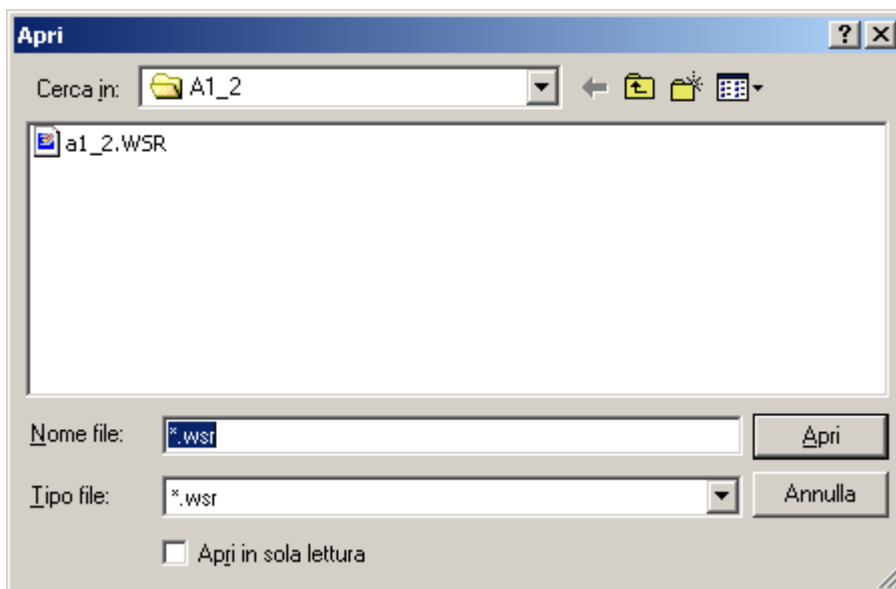 Apri
Cerca in: A1_2
a1_2.WSR
Nome file: *.wsr Apri
Tipo file: *.wsr Annulla
Apri in sola lettura